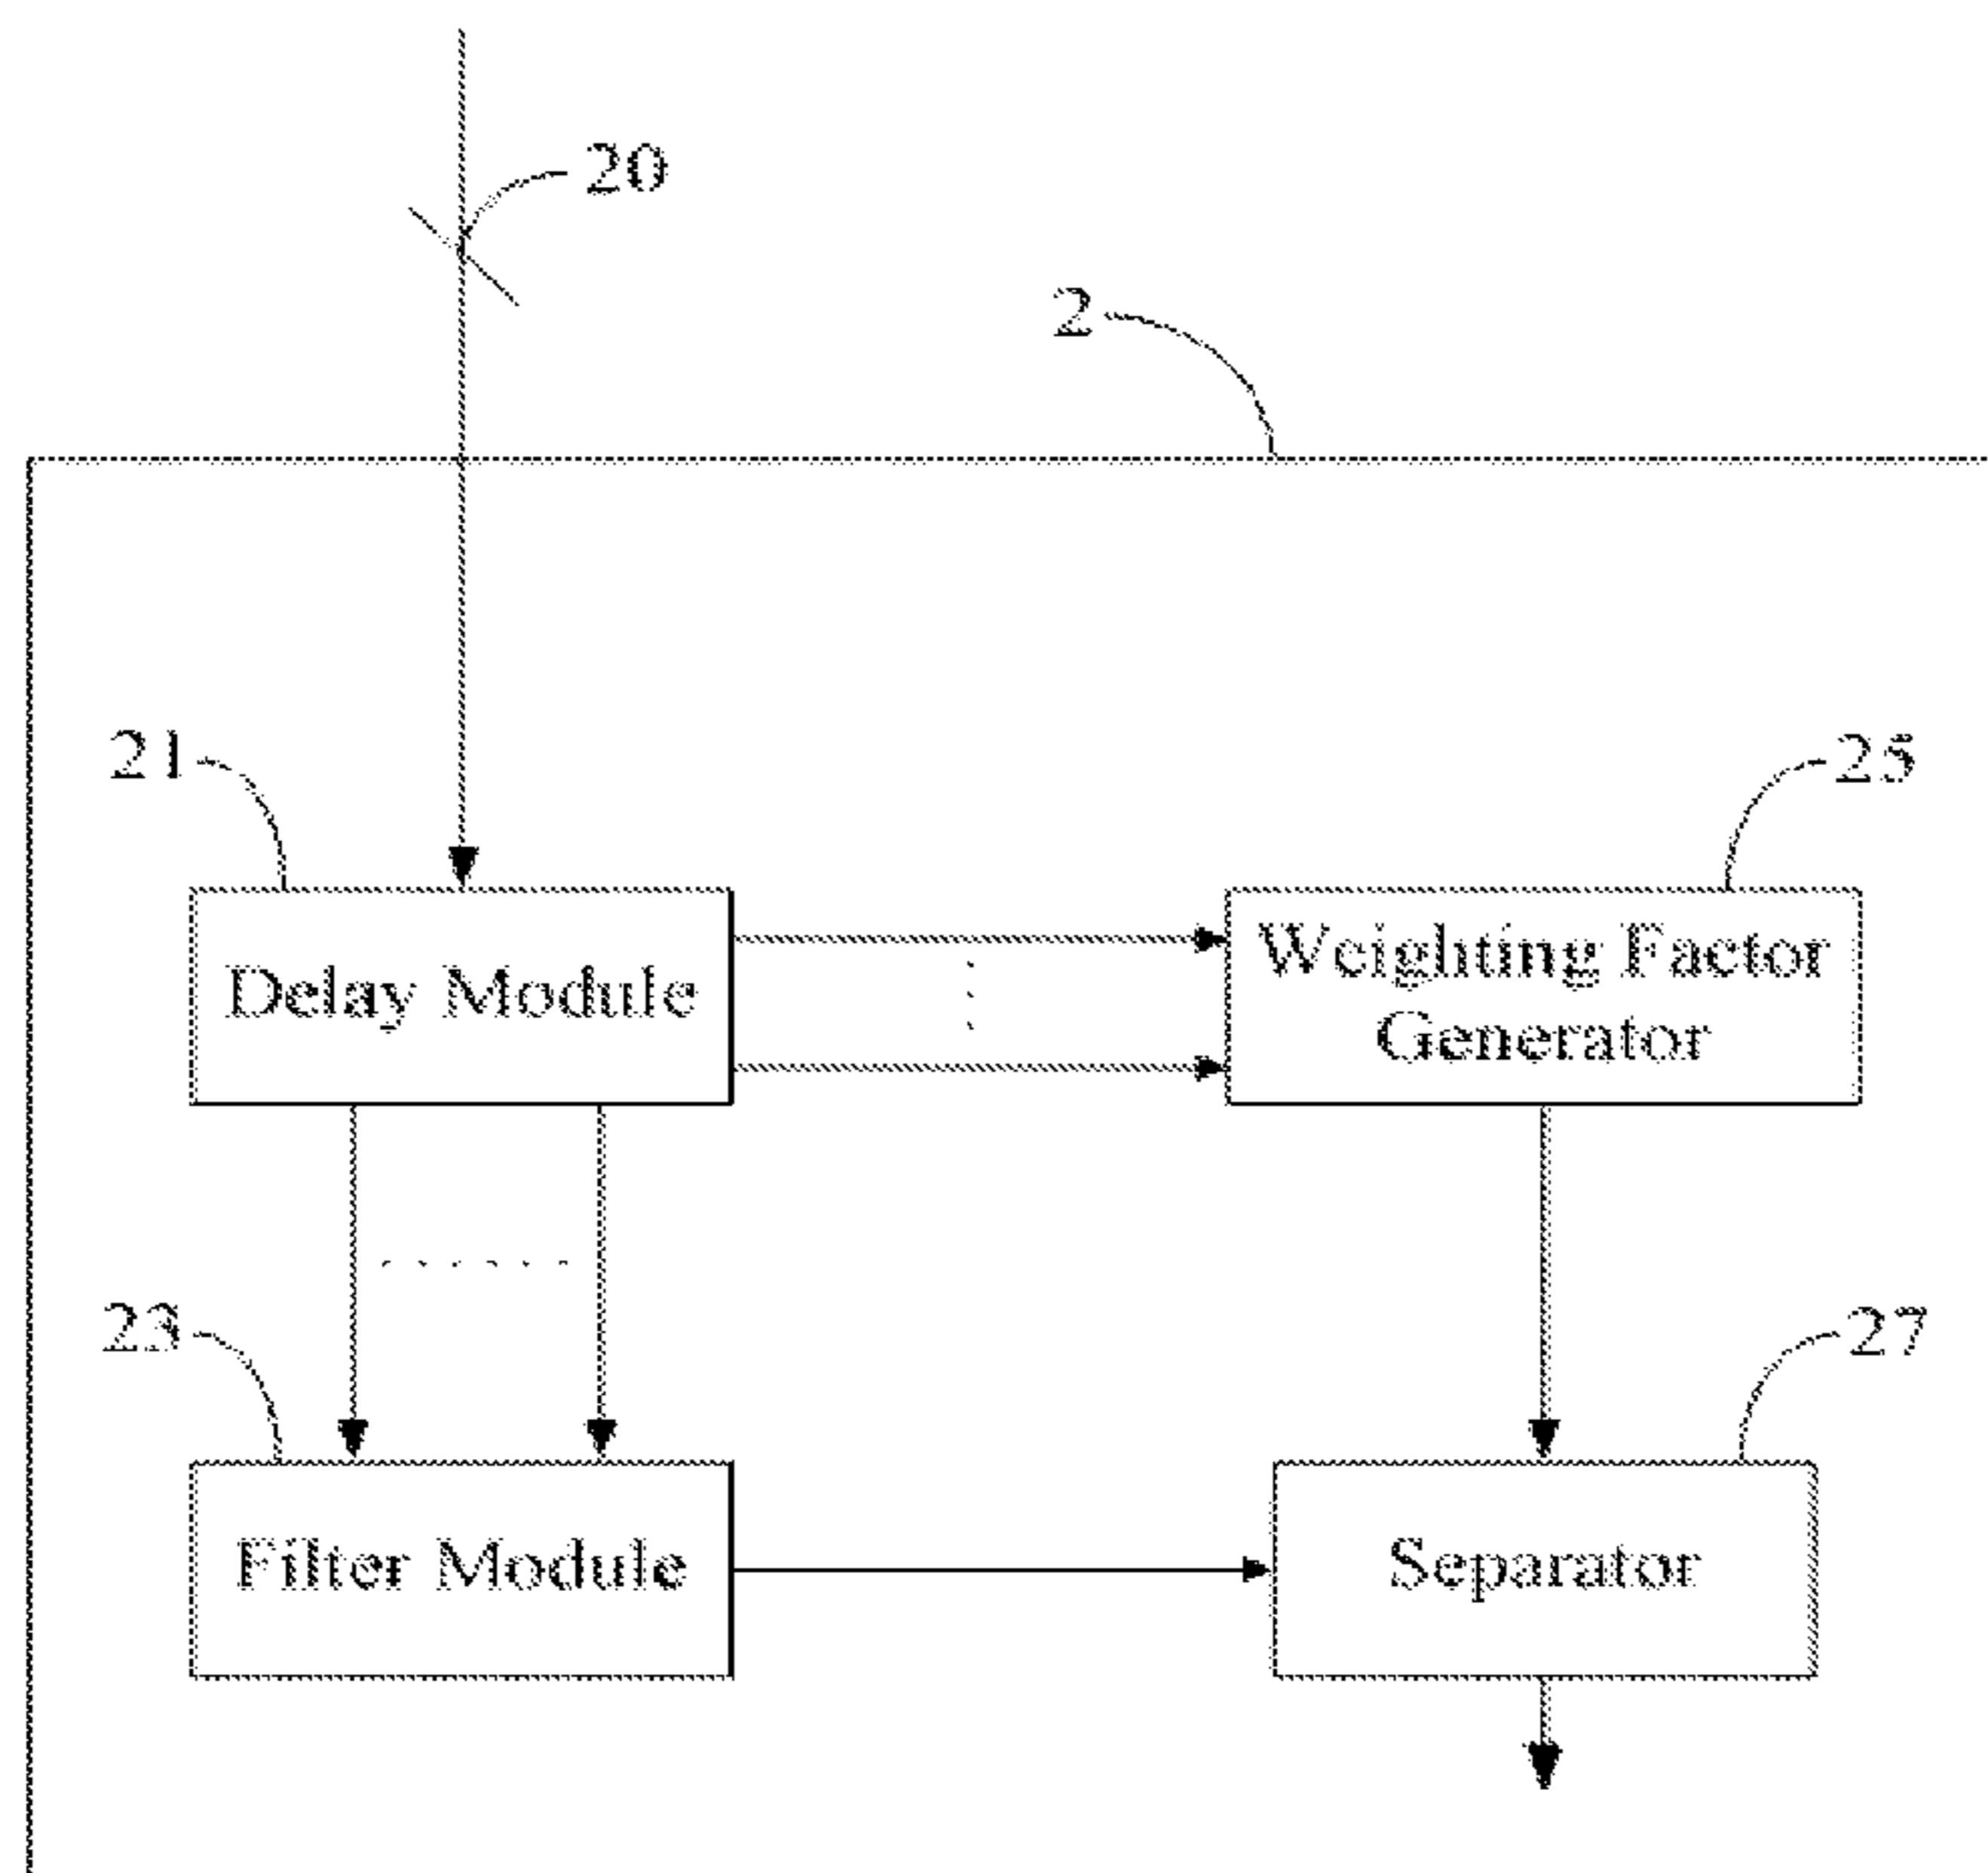 20
2
21
25
Delay Module
Weighting Factor
Generator
23
27
Filter Module
Separator